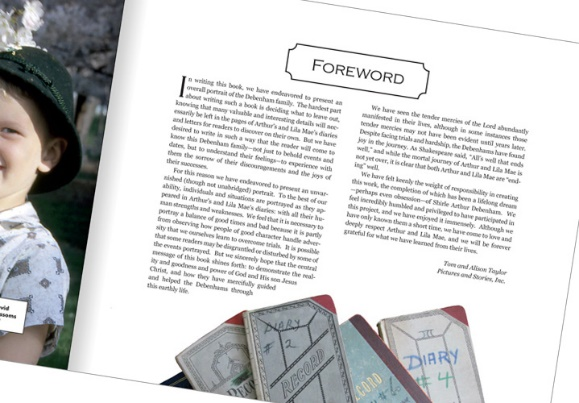 FOREWORD
In writing this book, we have endeavored to present an
overall portrait of the Debenham family. The hardest part
about writing such a book is deciding what to leave out,
knowing that many valuable and interesting details will nec-
essarily be left in the pages of Arthur's and Lila Mae's diaries
and letters for readers to discover on their own. But we have
desired to write in such a way that the reader will come to
know this Debenham family—not just to behold events and
dates, but to understand their feelings—to experience with
them the sorrow of their discouragements and the joys of
their successes.
For this reason we have endeavored to present an unvar-
nished (though not unabridged) portrait. To the best of our
ability, individuals and situations are portrayed as they ap-
peared in Arthur's and Lila Mae's diaries: with all their hu-
man strengths and weaknesses. We feel that it is necessary to
portray a balance of good times and bad because it is partly
from observing how people of good character handle adver-
sity that we ourselves learn to overcome trials. It is possible
that some readers may be disgruntled or disturbed by some of
the events portrayed. But we sincerely hope that the central
message of this book shines forth: to demonstrate the real-
ity and goodness and power of God and His son Jesus
Christ, and how they have mercifully guided
and helped the Debenhams through
this earthly life.
We have seen the tender mercies of the Lord abundantly
manifested in their lives, although in some instances those
tender mercies may not have been evident until years later.
Despite facing trials and hardship, the Debenhams have found
joy in the journey. As Shakespeare said, "All's well that ends
well," and while the mortal journey of Arthur and Lila Mae is
not yet over, it is clear that both Arthur and Lila Mae are "end-
ing" well.
We have felt keenly the weight of responsibility in creating
this work, the completion of which has been a lifelong dream
—perhaps even obsession—of Shirle Arthur Debenham. We
feel incredibly humbled and privileged to have participated in
this project, and we have enjoyed it immensely. Although we
have only known them a short time, we have come to love and
deeply respect Arthur and Lila Mae, and we will be forever
grateful for what we have learned from their lives.
Tom and Alison Taylor
Pictures and Stories, Inc.
vid
ssoms
DIARY
# 2
RECORD
RECORD
RECORD
III
DIARY
# 4